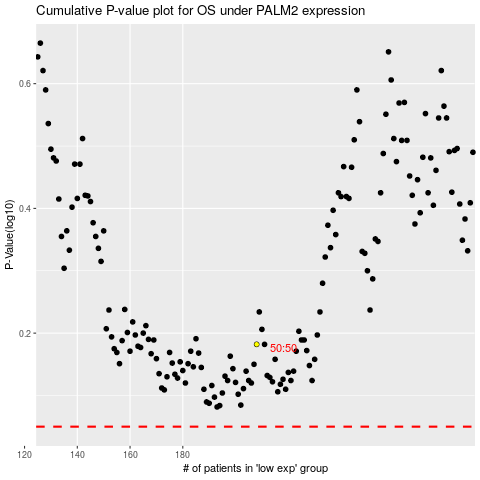 Cumulative P-value plot for OS under PALM2 expression
P-Value(log10)
0.6
0.4
0.2
50:50
120 140 160 180
# of patients in 'low exp' group